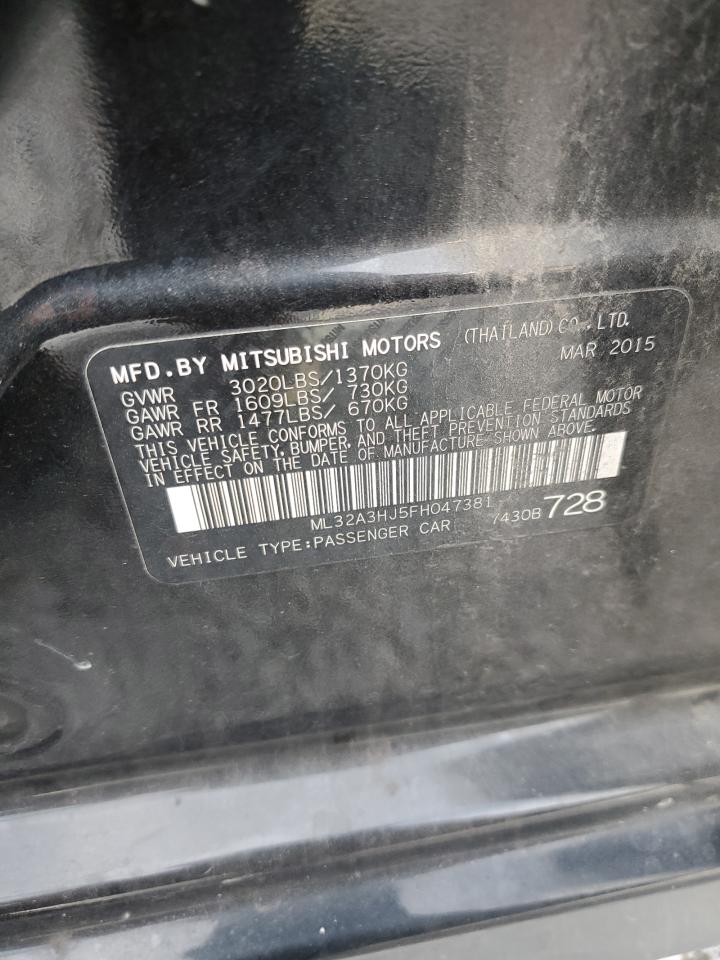 MFD.BY MITSUBISHI MOTORS (THAILAND) CO., LTD.
MAR 2015
GVWR 3020LBS/1370KG
GAWR FR 1609LBS/ 730KG
GAWR RR 1477LBS/ 670KG
THIS VEHICLE CONFORMS TO ALL APPLICABLE FEDERAL MOTOR
VEHICLE SAFETY, BUMPER, AND THEFT PREVENTION STANDARDS
IN EFFECT ON THE DATE OF MANUFACTURE SHOWN ABOVE.
ML32A3HJ5FH047381
VEHICLE TYPE:PASSENGER CAR 7430B 728